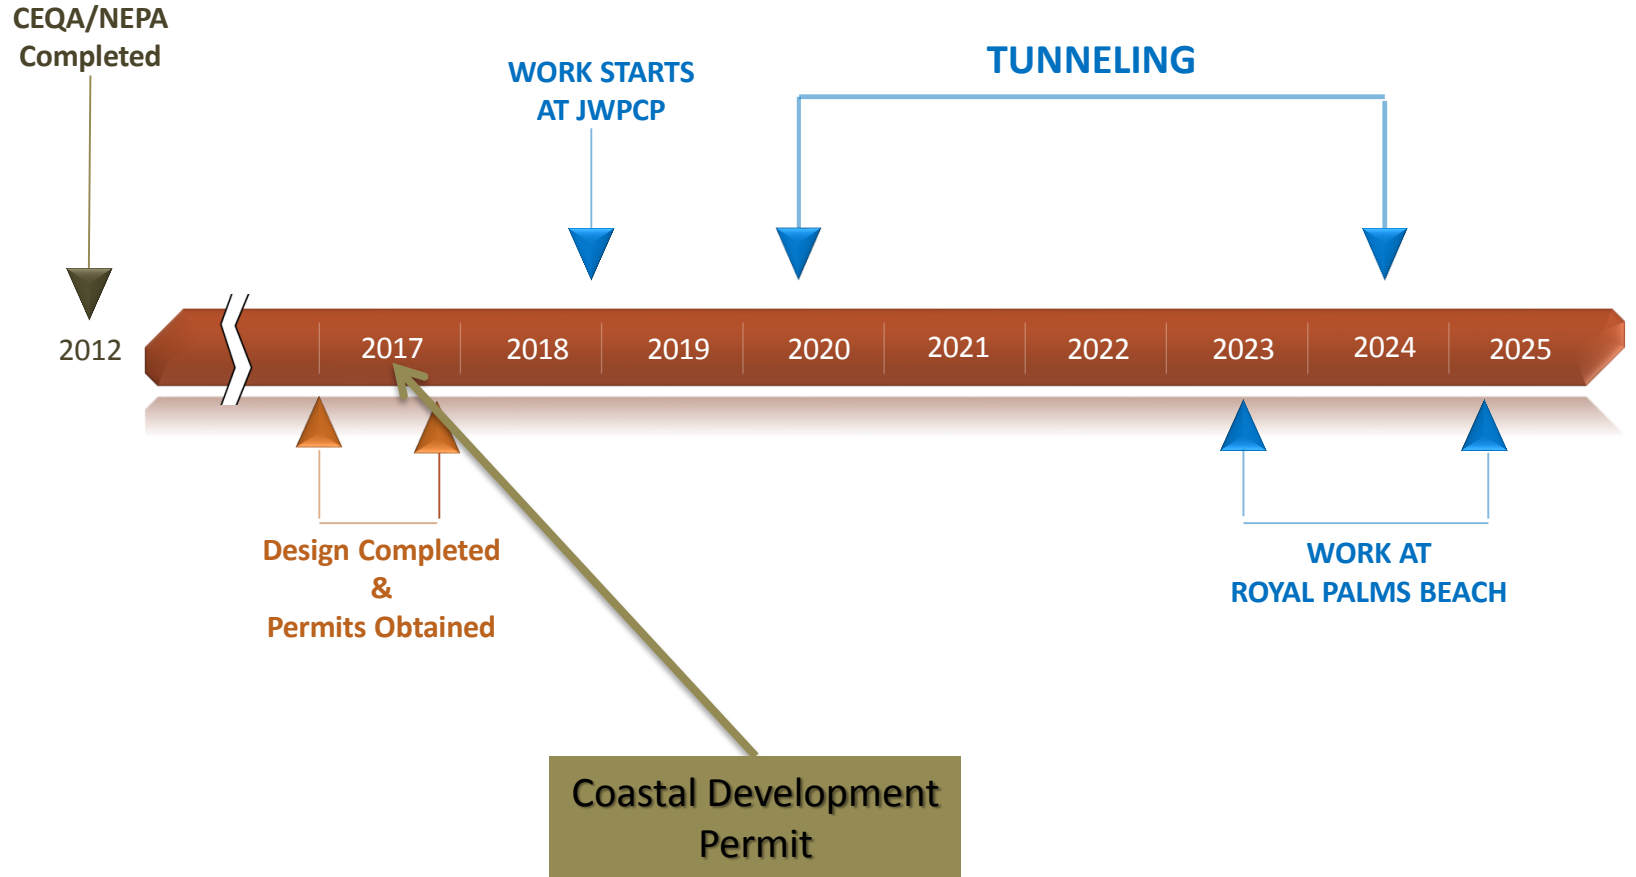 CEQA/NEPA
Completed
WORK STARTS
AT JWPCP
TUNNELING
2012
2017
2018
2019
2020
2021
2022
2023
2024
2025
Design Completed
&
Permits Obtained
WORK AT
ROYAL PALMS BEACH
Coastal Development
Permit